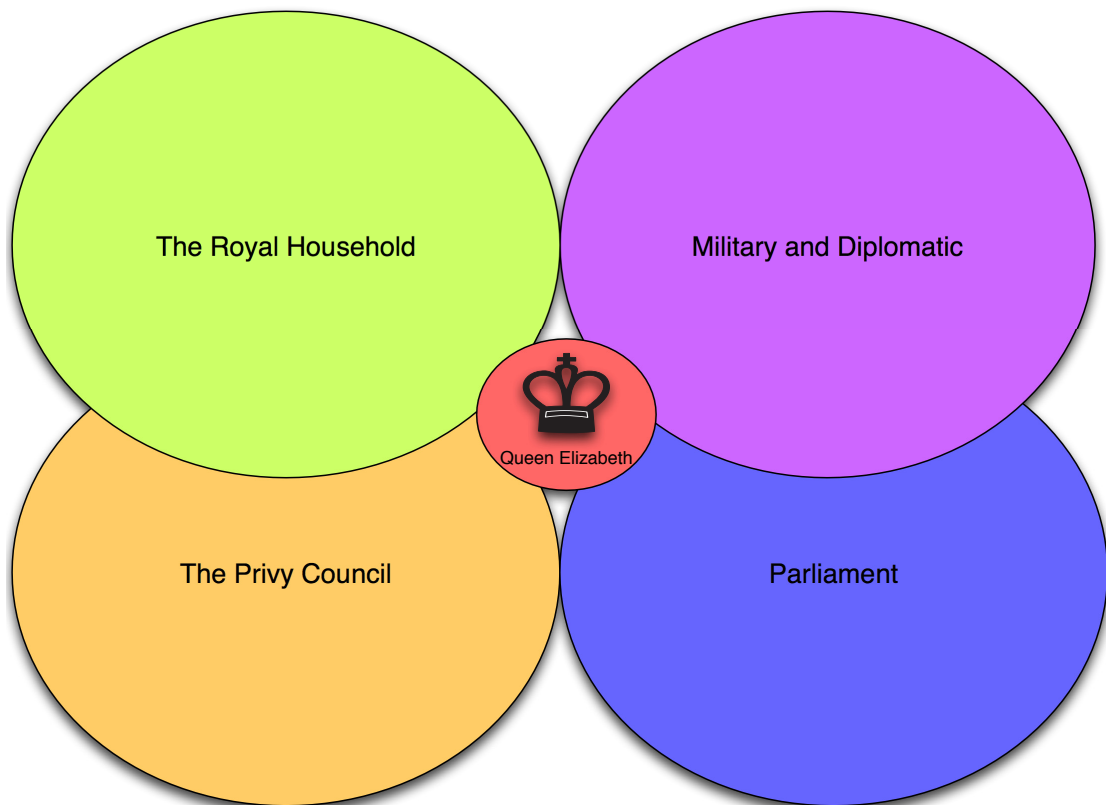 The Royal Household
Military and Diplomatic
Queen Elizabeth
The Privy Council
Parliament